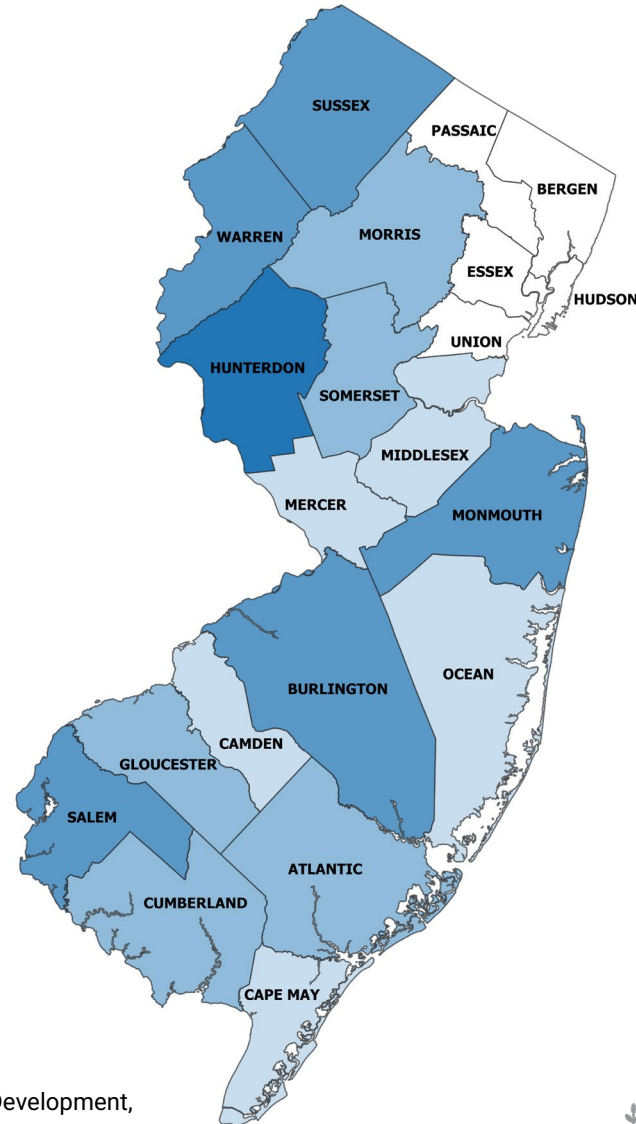 SUSSEX
PASSAIC
BERGEN
WARREN
MORRIS
ESSEX
HUDSON
UNION
HUNTERDON
SOMERSET
MIDDLESEX
MERCER
MONMOUTH
OCEAN
BURLINGTON
CAMDEN
GLOUCESTER
SALEM
ATLANTIC
CUMBERLAND
CAPE MAY
Development,